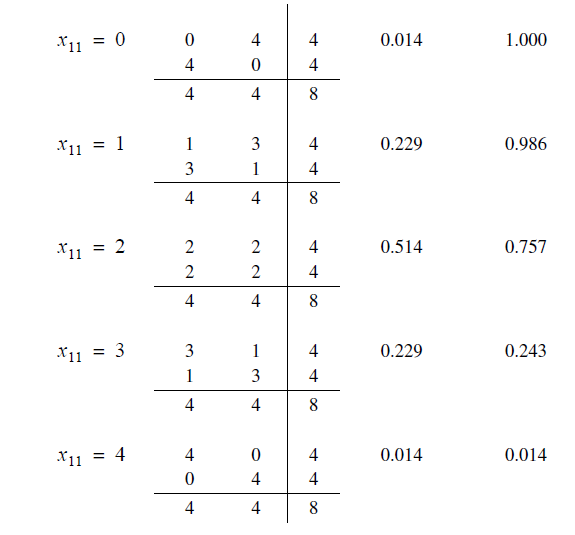 x11 = 0 0 4 4 0.014 1.000
4 0 4
4 4 8
x11 = 1 1 3 4 0.229 0.986
3 1 4
4 4 8
x11 = 2 2 2 4 0.514 0.757
2 2 4
4 4 8
x11 = 3 3 1 4 0.229 0.243
1 3 4
4 4 8
x11 = 4 4 0 4 0.014 0.014
0 4 4
4 4 8